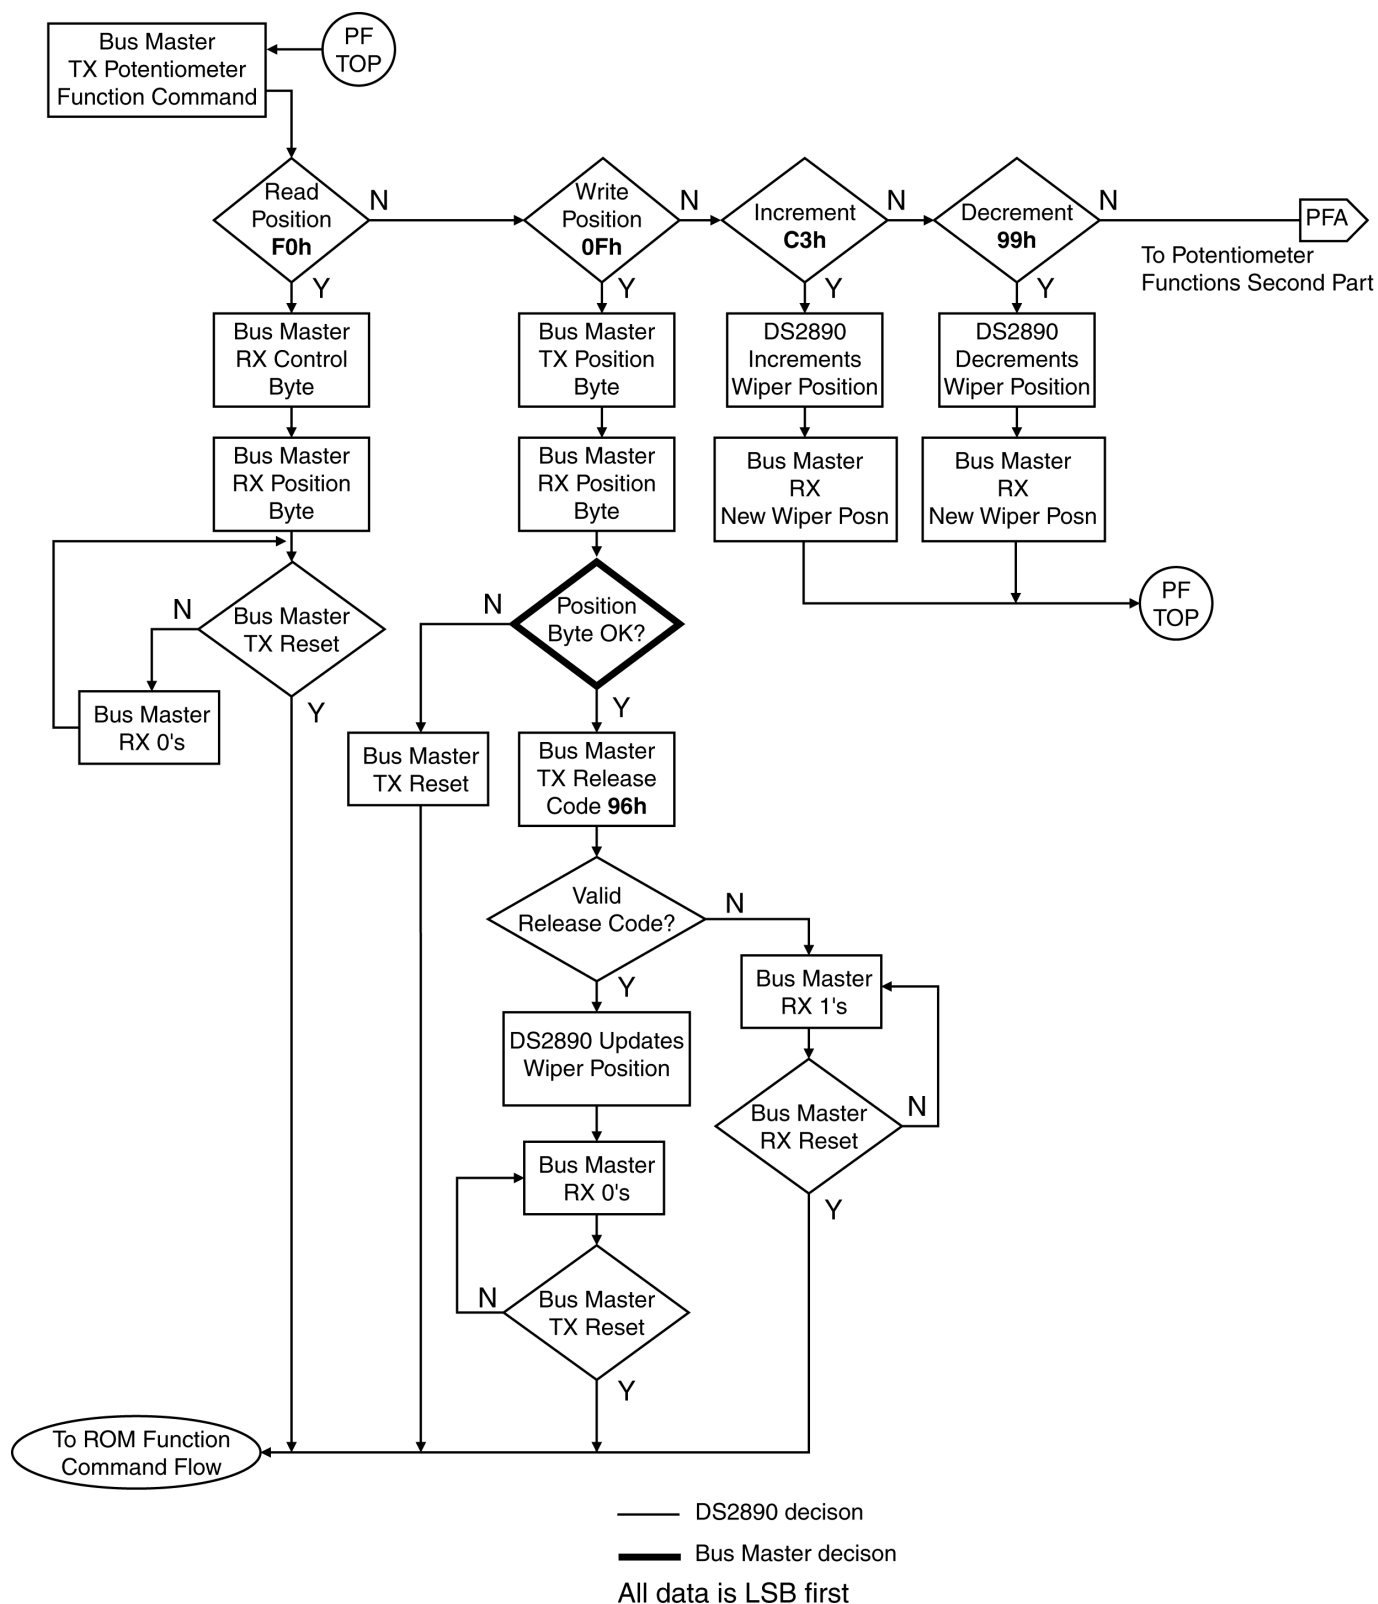 Bus Master
TX Potentiometer
Function Command
PF
TOP
Read
Position
F0h
N
Y
Write
Position
0Fh
N
Y
Increment
C3h
N
Y
Decrement
99h
N
Y
PFA
To Potentiometer
Functions Second Part
Bus Master
RX Control
Byte
Bus Master
TX Position
Byte
DS2890
Increments
Wiper Position
DS2890
Decrements
Wiper Position
Bus Master
RX Position
Byte
Bus Master
RX Position
Byte
Bus Master
RX
New Wiper Posn
Bus Master
RX
New Wiper Posn
PF
TOP
N
Bus Master
TX Reset
Y
Bus Master
RX 0's
N
Position
Byte OK?
Y
Bus Master
TX Reset
Bus Master
TX Release
Code 96h
Valid
Release Code?
N
Y
Bus Master
RX 1's
DS2890 Updates
Wiper Position
Bus Master
RX Reset
N
Y
Bus Master
RX 0's
N
Bus Master
TX Reset
Y
To ROM Function
Command Flow
DS2890 decison
Bus Master decison
All data is LSB first